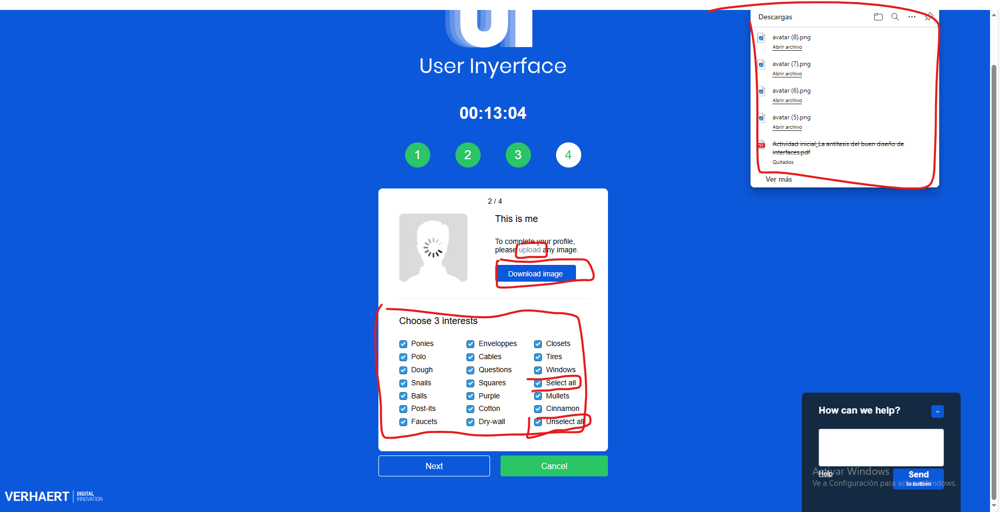 UI
User Inyerface
00:13:04
1
2
3
4
2 / 4
This is me
To complete your profile,
please upload any image.
Download image
Choose 3 interests
Ponies
Enveloppes
Closets
Polo
Cables
Tires
Dough
Questions
Windows
Snails
Squares
Select all
Balls
Purple
Mullets
Post-its
Cotton
Cinnamon
Faucets
Dry-wall
Unselect all
Next
Cancel
Descargas
avatar (8).png
Abrir archivo
avatar (7).png
Abrir archivo
avatar (6).png
Abrir archivo
avatar (5).png
Abrir archivo
PDF
Actividad inicial_La antítesis del buen diseño de
interfaces.pdf
Quitados
Ver más
How can we help?
Help
Send
to bottom
Activar Windows
Ve a Configuración para activar Windows.
VERHAERT
DIGITAL
INNOVATION